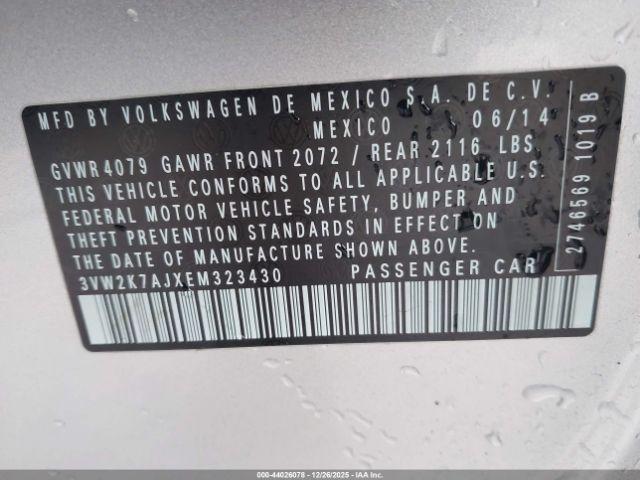 MFD BY VOLKSWAGEN DE MEXICO S.A. DE C.V.
MEXICO 06/14
GVWR 4079 GAWR FRONT 2072 / REAR 2116 LBS
THIS VEHICLE CONFORMS TO ALL APPLICABLE U.S.
FEDERAL MOTOR VEHICLE SAFETY, BUMPER AND
THEFT PREVENTION STANDARDS IN EFFECT ON
THE DATE OF MANUFACTURE SHOWN ABOVE.
3VW2K7AJXEM323430 PASSENGER CAR
2746569 1019 B
000-44026078 - 12/26/2025 - IAAI.COM